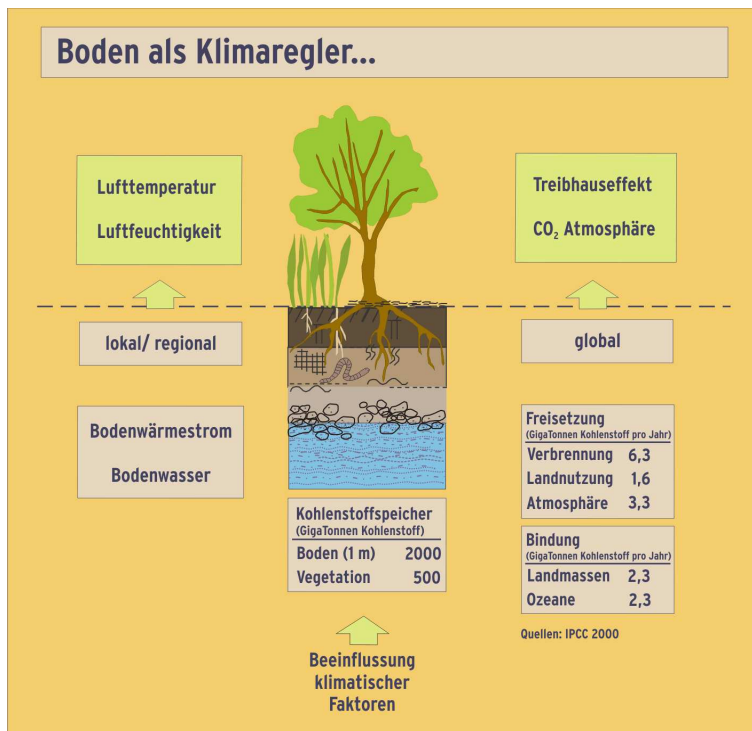 Boden als Klimaregler...
Lufttemperatur
Luftfeuchtigkeit
lokal/ regional
Bodenwärmestrom
Bodenwasser
Treibhauseffekt
CO₂ Atmosphäre
global
Freisetzung
(GigaTonnen Kohlenstoff pro Jahr)
Verbrennung 6,3
Landnutzung 1,6
Atmosphäre 3,3
Bindung
(GigaTonnen Kohlenstoff pro Jahr)
Landmassen 2,3
Ozeane 2,3
Quellen: IPCC 2000
Kohlenstoffspeicher
(GigaTonnen Kohlenstoff)
Boden (1 m) 2000
Vegetation 500
Beeinflussung
klimatischer
Faktoren